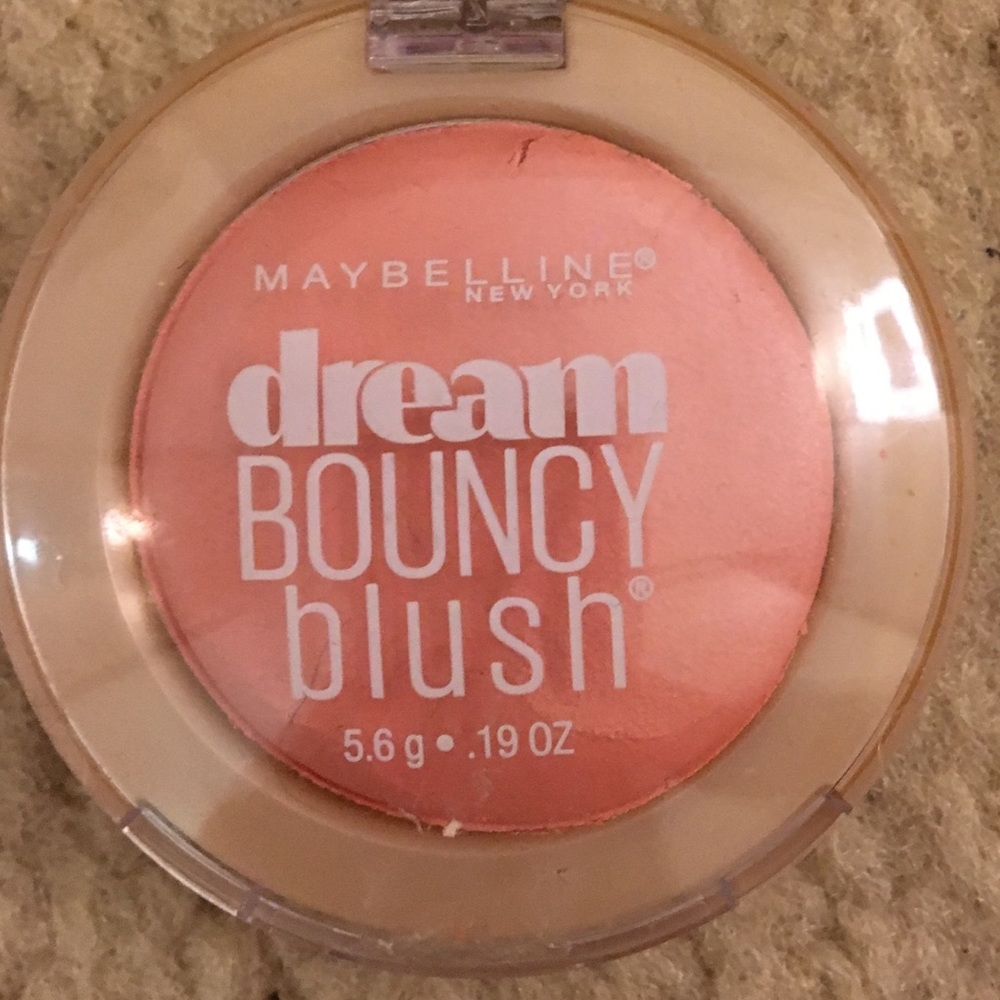 MAYBELLINE®
NEW YORK
dream
BOUNCY
blush®
5.6 g • .19 OZ